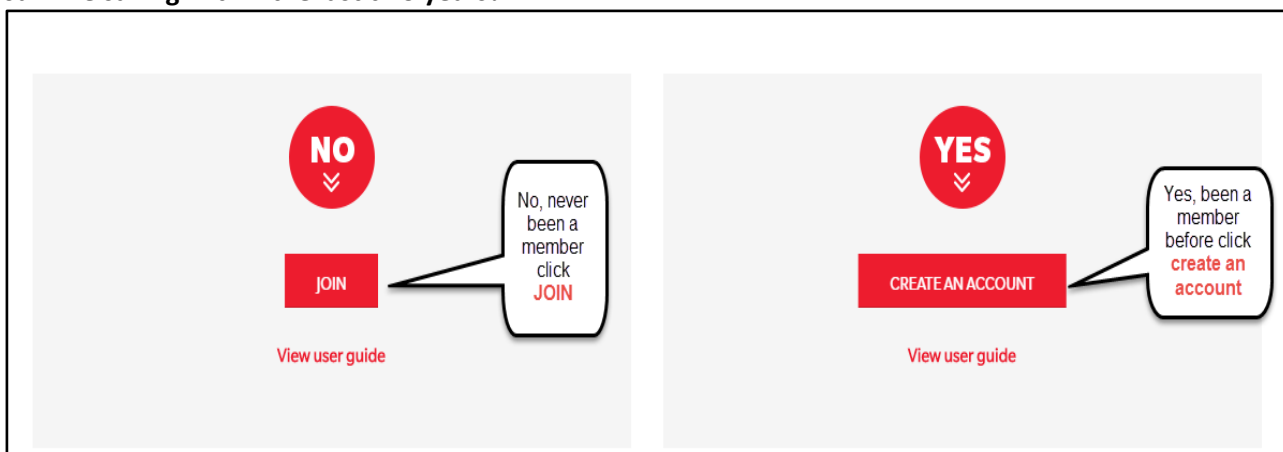 NO
No, never
been a
member
click
JOIN
JOIN
View user guide
YES
Yes, been a
member
before click
create an
account
CREATE AN ACCOUNT
View user guide